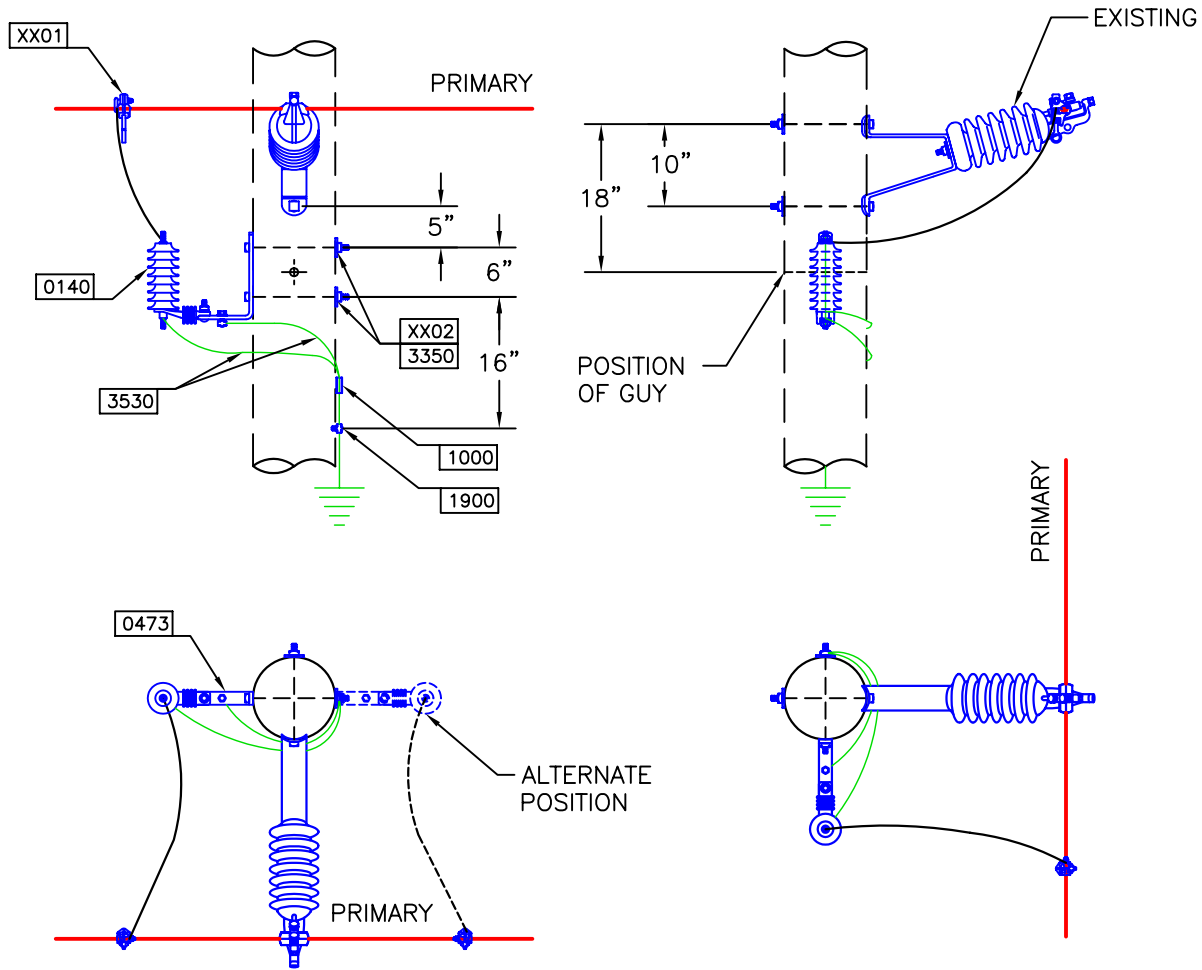 XX01
PRIMARY
EXISTING
5”
10”
18”
6”
0140
XX02
3350
16”
3530
POSITION
OF GUY
1000
1900
PRIMARY
0473
ALTERNATE
POSITION
PRIMARY